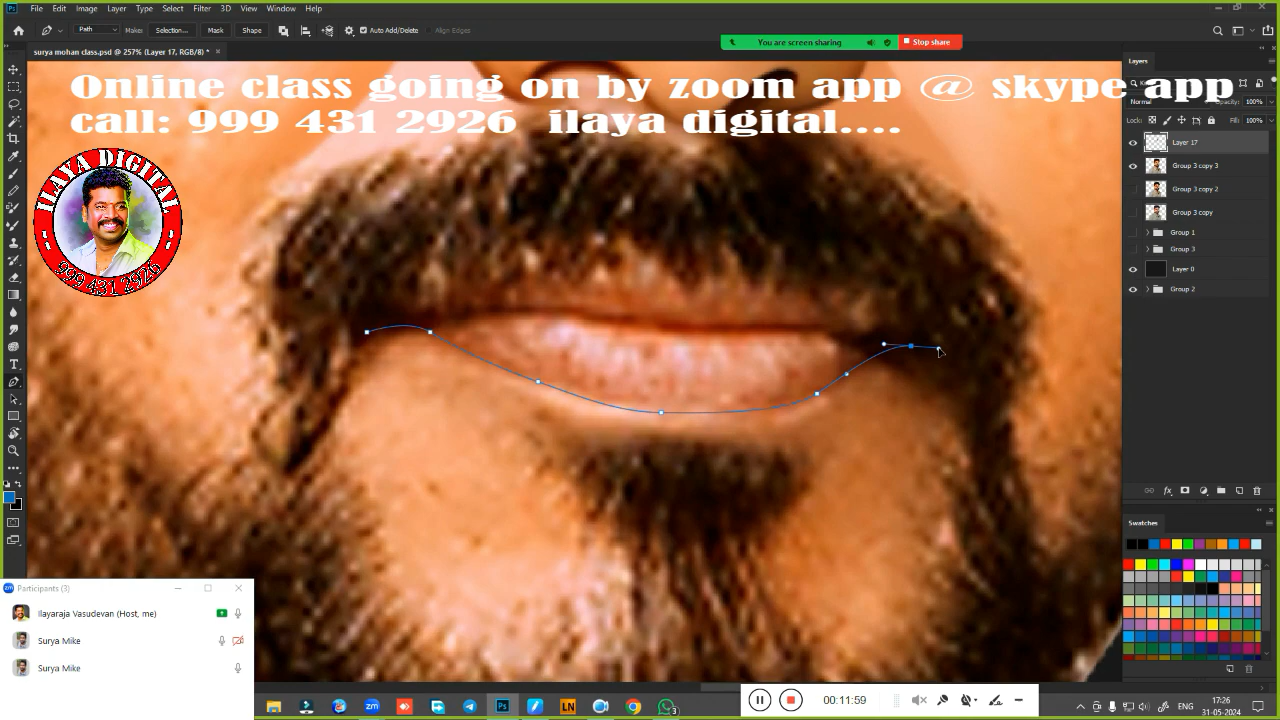 File Edit Image Layer Type Select Filter 3D View Window Help
Path Makes Selection... Mask Shape Auto Add/Delete Align Edges
surya mohan class.psd @ 257% (Layer 17, RGB/8) *
You are screen sharing Stop share
Online class going on by zoom app @ skype app
call: 999 431 2926 ilaya digital....
ILAYA DIGITAL
999 431 2926
Layers
Normal Opacity: 100%
Lock: Fill: 100%
Layer 17
Group 3 copy 3
Group 3 copy 2
Group 3 copy
Group 1
Group 3
Layer 0
Group 2
Swatches
Participants (3)
Ilayaraja Vasudevan (Host, me)
Surya Mike
Surya Mike
00:11:59
ENG
17:26
31-05-2024